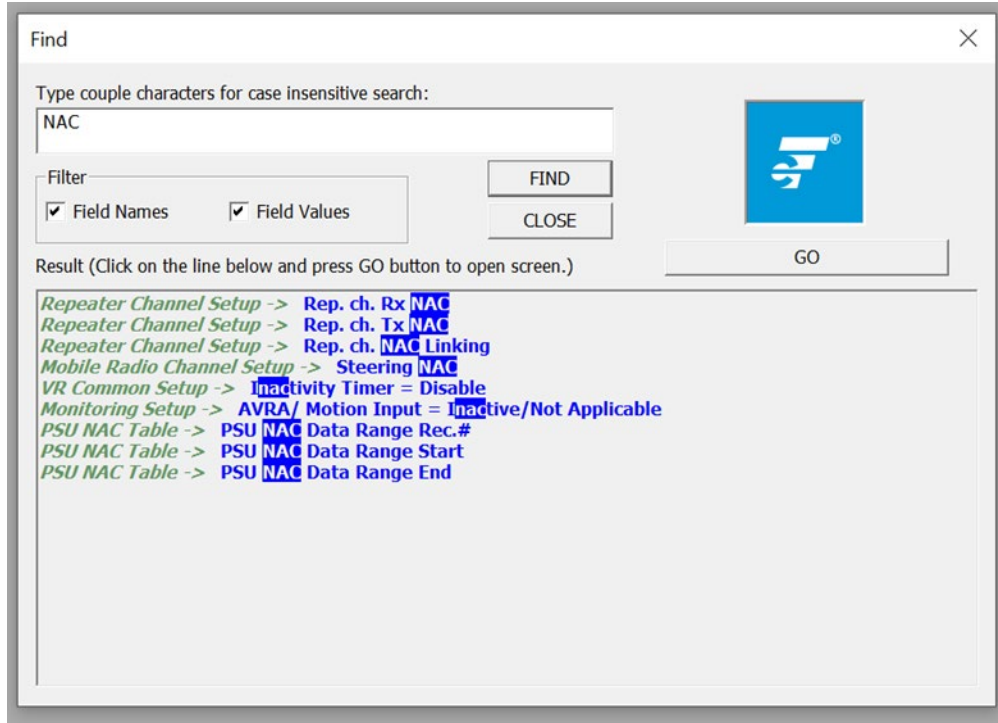 Find
Type couple characters for case insensitive search:
NAC
Filter
Field Names Field Values
FIND
CLOSE
®
GO
Result (Click on the line below and press GO button to open screen.)
Repeater Channel Setup -> Rep. ch. Rx NAC
Repeater Channel Setup -> Rep. ch. Tx NAC
Repeater Channel Setup -> Rep. ch. NAC Linking
Mobile Radio Channel Setup -> Steering NAC
VR Common Setup -> Inactivity Timer = Disable
Monitoring Setup -> AVRA/ Motion Input = Inactive/Not Applicable
PSU NAC Table -> PSU NAC Data Range Rec.#
PSU NAC Table -> PSU NAC Data Range Start
PSU NAC Table -> PSU NAC Data Range End